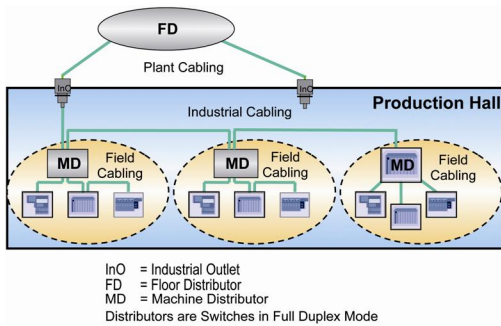 FD
Plant Cabling
InO
InO
Industrial Cabling
Production Hall
MD
Field
Cabling
MD
Field
Cabling
MD
Field
Cabling
InO = Industrial Outlet
FD = Floor Distributor
MD = Machine Distributor
Distributors are Switches in Full Duplex Mode